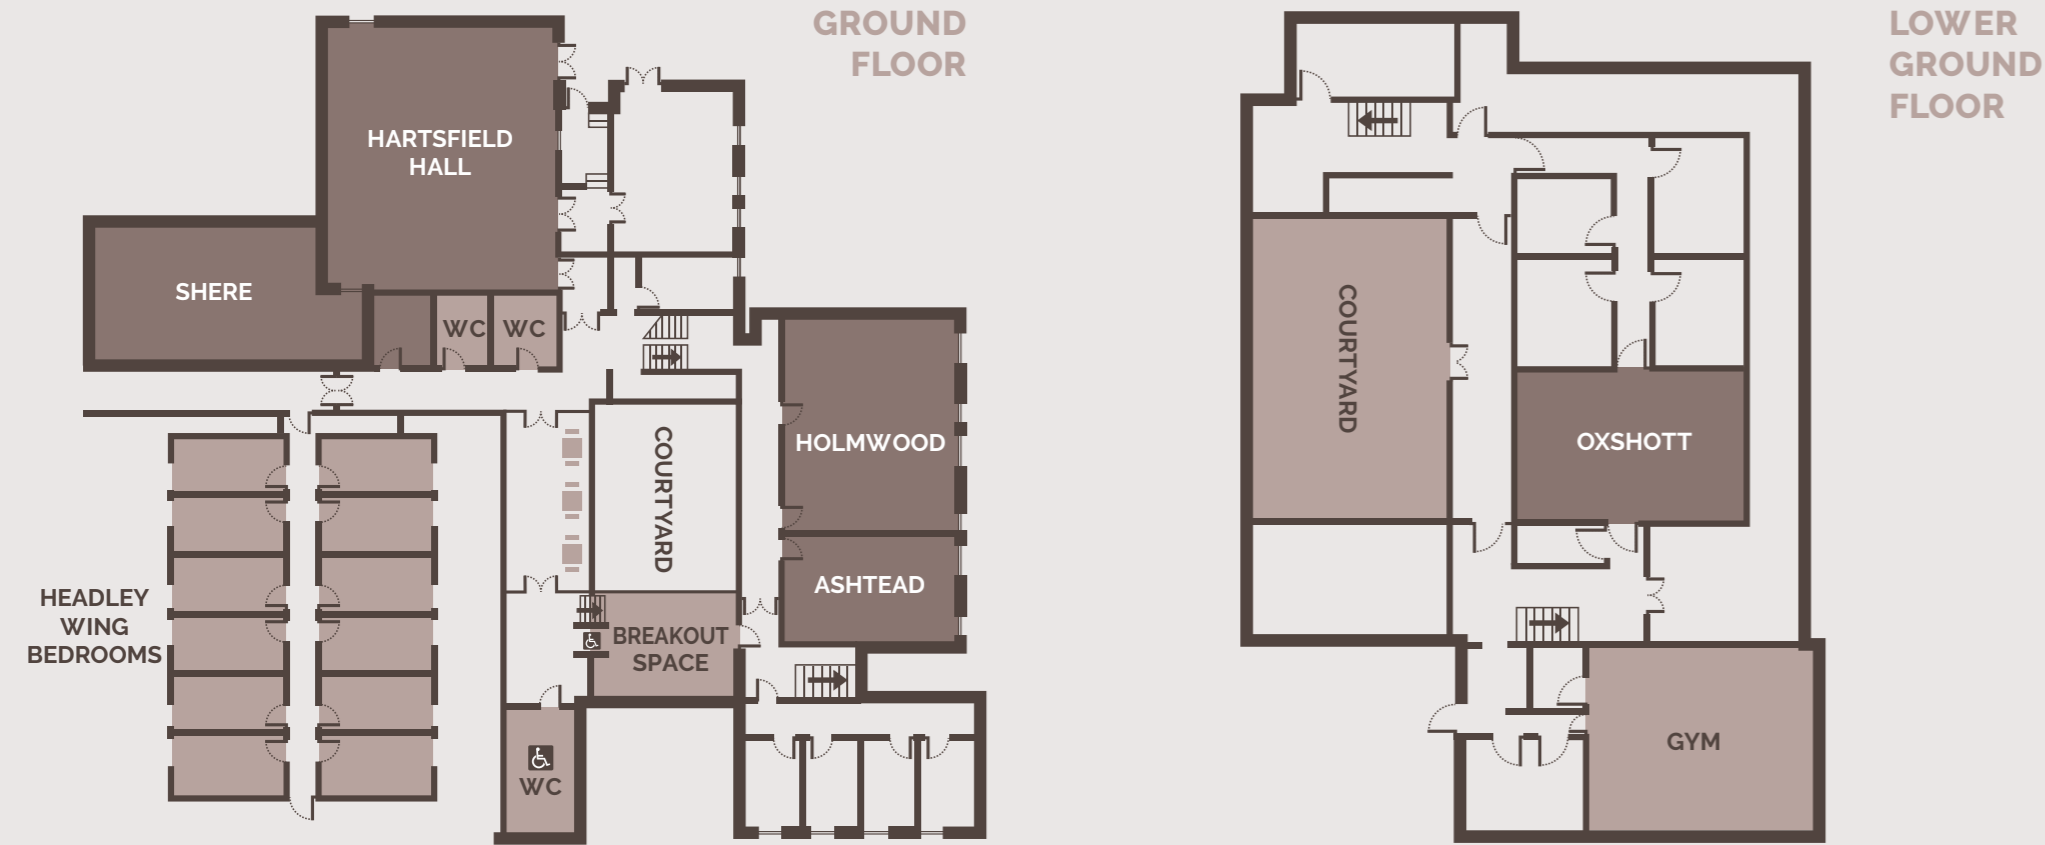 GROUND
FLOOR
HARTSFIELD
HALL
SHERE
WC
WC
HOLMWOOD
COURTYARD
ASHTEAD
HEADLEY
WING
BEDROOMS
BREAKOUT
SPACE
WC
LOWER
GROUND
FLOOR
COURTYARD
OXSHOTT
GYM